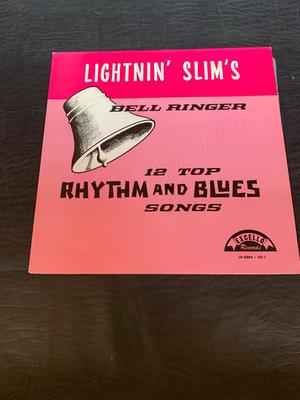 LIGHTNIN' SLIM'S
BELL RINGER
12 TOP
RHYTHM AND BLUES
SONGS
EXCELLO
Records